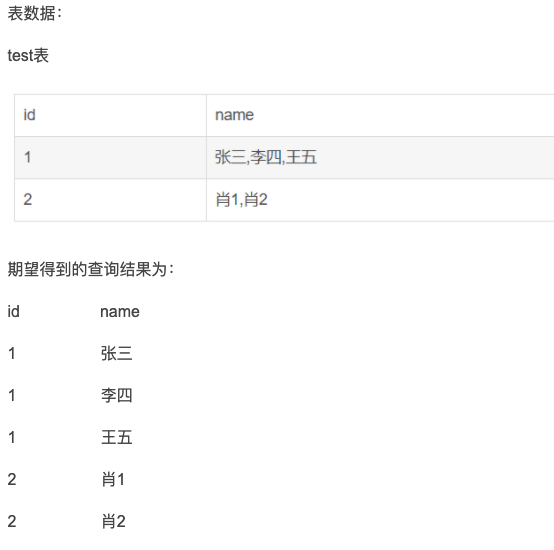 表数据：
test表
id name
1 张三,李四,王五
2 肖1,肖2
期望得到的查询结果为：
id name
1 张三
1 李四
1 王五
2 肖1
2 肖2